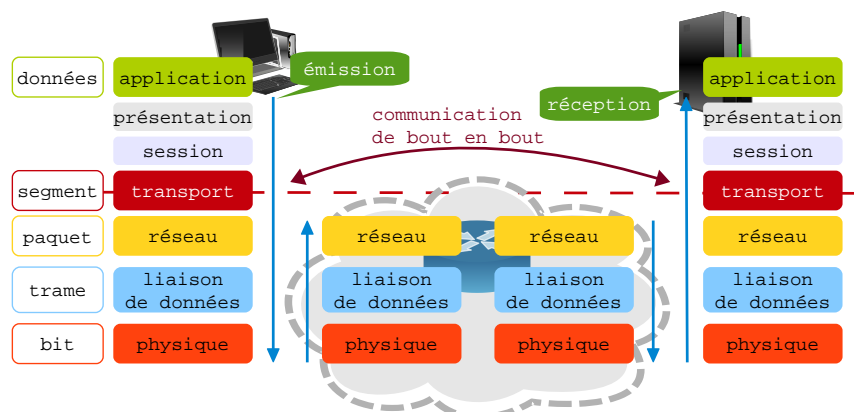 émission
données
application
application
réception
présentation
communication
de bout en bout
présentation
session
session
segment
transport
transport
paquet
réseau
réseau
réseau
réseau
trame
liaison
de données
liaison
de données
liaison
de données
liaison
de données
bit
physique
physique
physique
physique